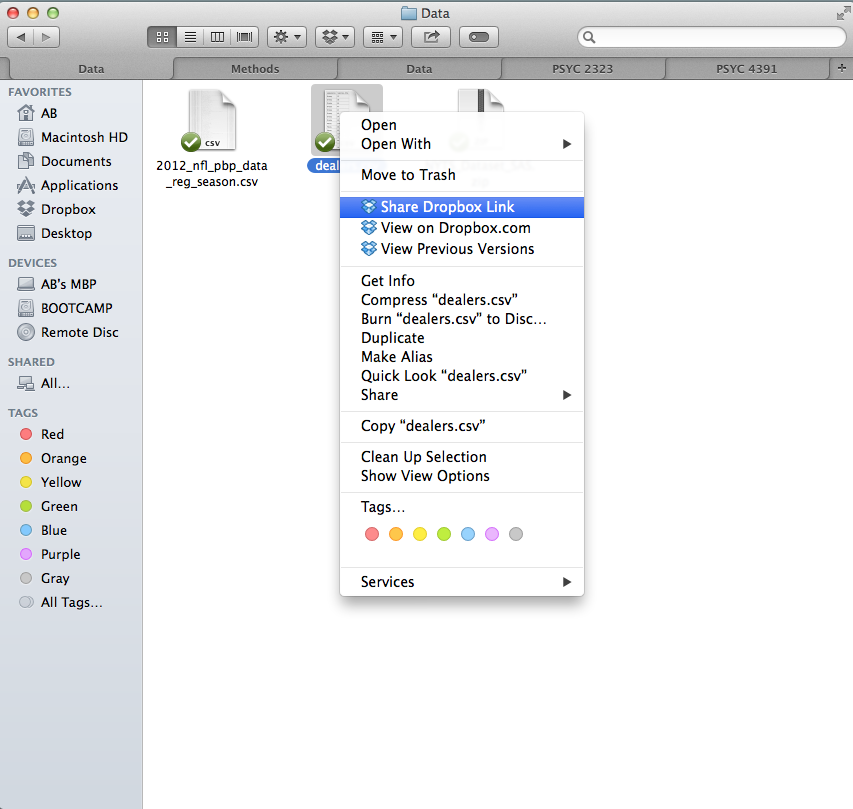 Data
Data
Methods
Data
PSYC 2323
PSYC 4391
FAVORITES
AB
Macintosh HD
Documents
Applications
Dropbox
Desktop
DEVICES
AB's MBP
BOOTCAMP
Remote Disc
SHARED
All...
TAGS
Red
Orange
Yellow
Green
Blue
Purple
Gray
All Tags...
csv
2012_nfl_pbp_data
_reg_season.csv
deal
Open
Open With
Move to Trash
Share Dropbox Link
View on Dropbox.com
View Previous Versions
Get Info
Compress “dealers.csv”
Burn “dealers.csv” to Disc...
Duplicate
Make Alias
Quick Look “dealers.csv”
Share
Copy “dealers.csv”
Clean Up Selection
Show View Options
Tags...
Services